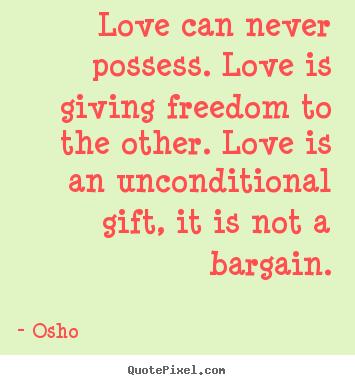 Love can never
possess. Love is
giving freedom to
the other. Love is
an unconditional
gift, it is not a
bargain.
- Osho
QuotePixel.com